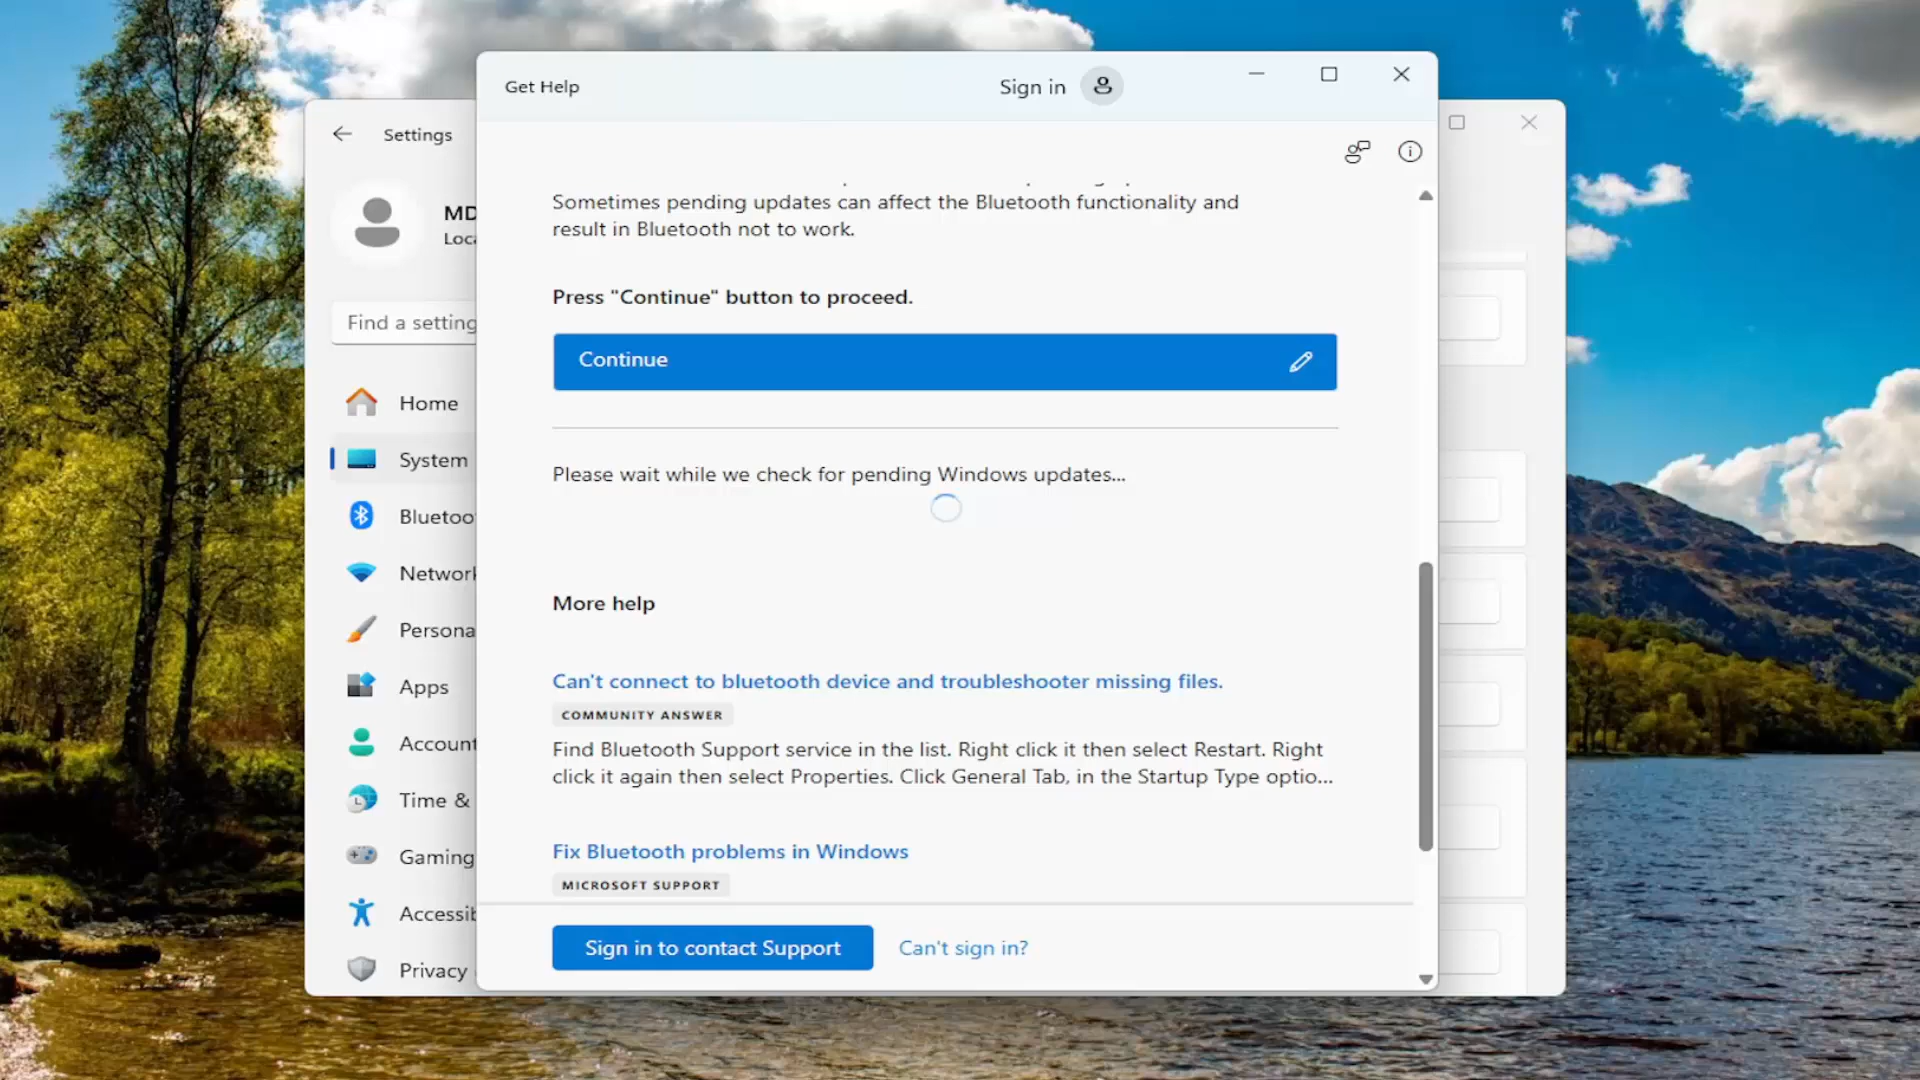 Get Help
Sign in
Settings
MD
Loca
Find a setting
Home
System
Bluetoo
Network
Persona
Apps
Account
Time &
Gaming
Accessib
Privacy
Sometimes pending updates can affect the Bluetooth functionality and
result in Bluetooth not to work.
Press "Continue" button to proceed.
Continue
Please wait while we check for pending Windows updates...
More help
Can't connect to bluetooth device and troubleshooter missing files.
COMMUNITY ANSWER
Find Bluetooth Support service in the list. Right click it then select Restart. Right
click it again then select Properties. Click General Tab, in the Startup Type optio...
Fix Bluetooth problems in Windows
MICROSOFT SUPPORT
Sign in to contact Support
Can't sign in?